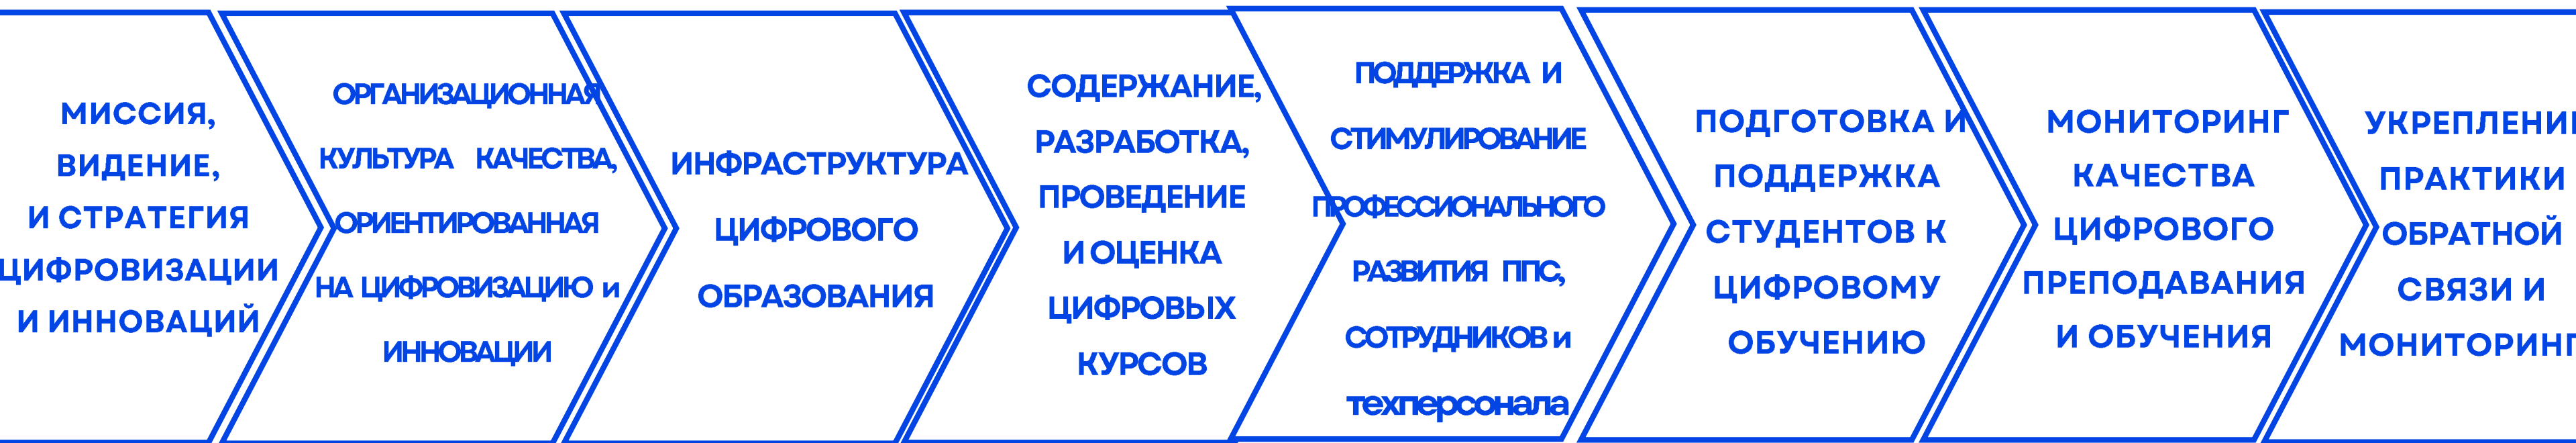 МИССИЯ,
ВИДЕНИЕ,
И СТРАТЕГИЯ
ЦИФРОВИЗАЦИИ
И ИННОВАЦИЙ
ОРГАНИЗАЦИОННАЯ
КУЛЬТУРА КАЧЕСТВА,
ОРИЕНТИРОВАННАЯ
НА ЦИФРОВИЗАЦИЮ и
ИННОВАЦИИ
ИНФРАСТРУКТУРА
ЦИФРОВОГО
ОБРАЗОВАНИЯ
СОДЕРЖАНИЕ,
РАЗРАБОТКА,
ПРОВЕДЕНИЕ
И ОЦЕНКА
ЦИФРОВЫХ
КУРСОВ
ПОДДЕРЖКА И
СТИМУЛИРОВАНИЕ
ПРОФЕССИОНАЛЬНОГО
РАЗВИТИЯ ППС,
СОТРУДНИКОВ и
техперсонала
ПОДГОТОВКА И
ПОДДЕРЖКА
СТУДЕНТОВ К
ЦИФРОВОМУ
ОБУЧЕНИЮ
МОНИТОРИНГ
КАЧЕСТВА
ЦИФРОВОГО
ПРЕПОДАВАНИЯ
И ОБУЧЕНИЯ
УКРЕПЛЕНИ
ПРАКТИКИ
ОБРАТНОЙ
СВЯЗИ И
МОНИТОРИНГ